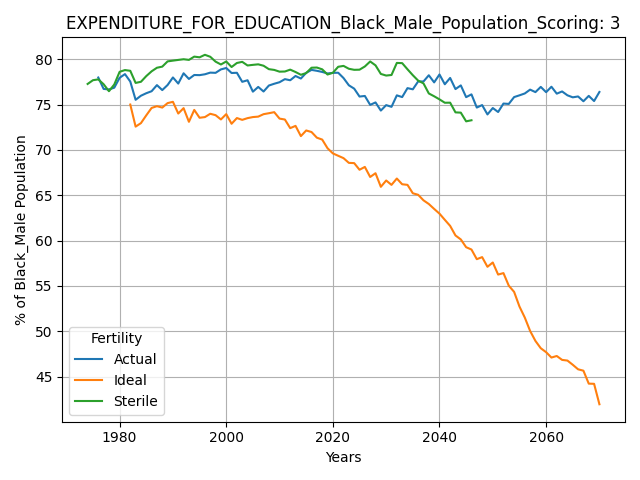 EXPENDITURE_FOR_EDUCATION_Black_Male_Population_Scoring: 3
% of Black_Male Population
80
75
70
65
60
55
50
45
Fertility
Actual
Ideal
Sterile
1980 2000 2020 2040 2060
Years